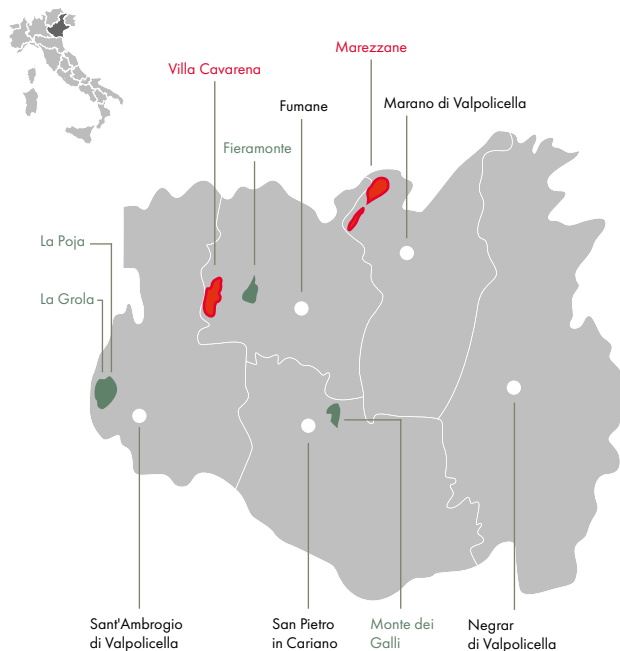 Marezzane
Villa Cavarena
Fumane
Marano di Valpolicella
Fieramonte
La Poja
La Grola
Sant'Ambrogio
di Valpolicella
San Pietro
in Cariano
Monte dei
Galli
Negrar
di Valpolicella